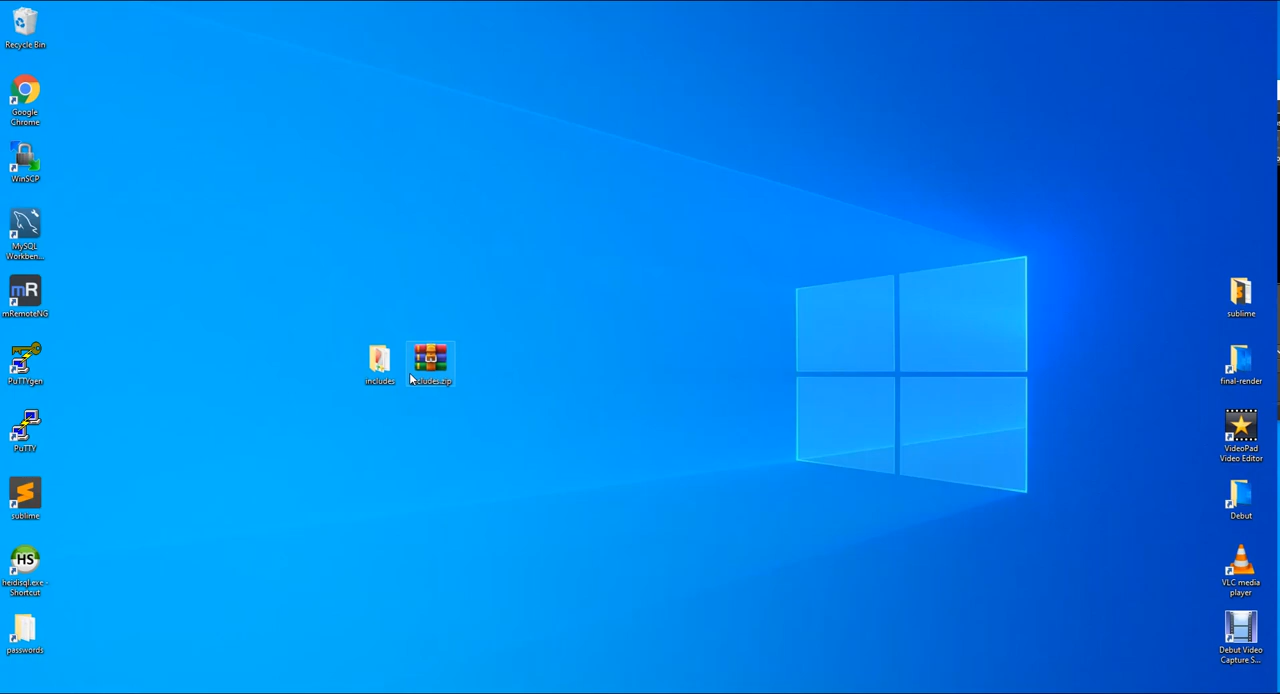 Recycle Bin
Google
Chrome
WinSCP
MySQL
Workben...
mRemoteNG
PuTTYgen
PuTTY
sublime
heidisql.exe -
Shortcut
passwords
includes
cludes.zip
sublime
final-render
VideoPad
Video Editor
Debut
VLC media
player
Debut Video
Capture S...